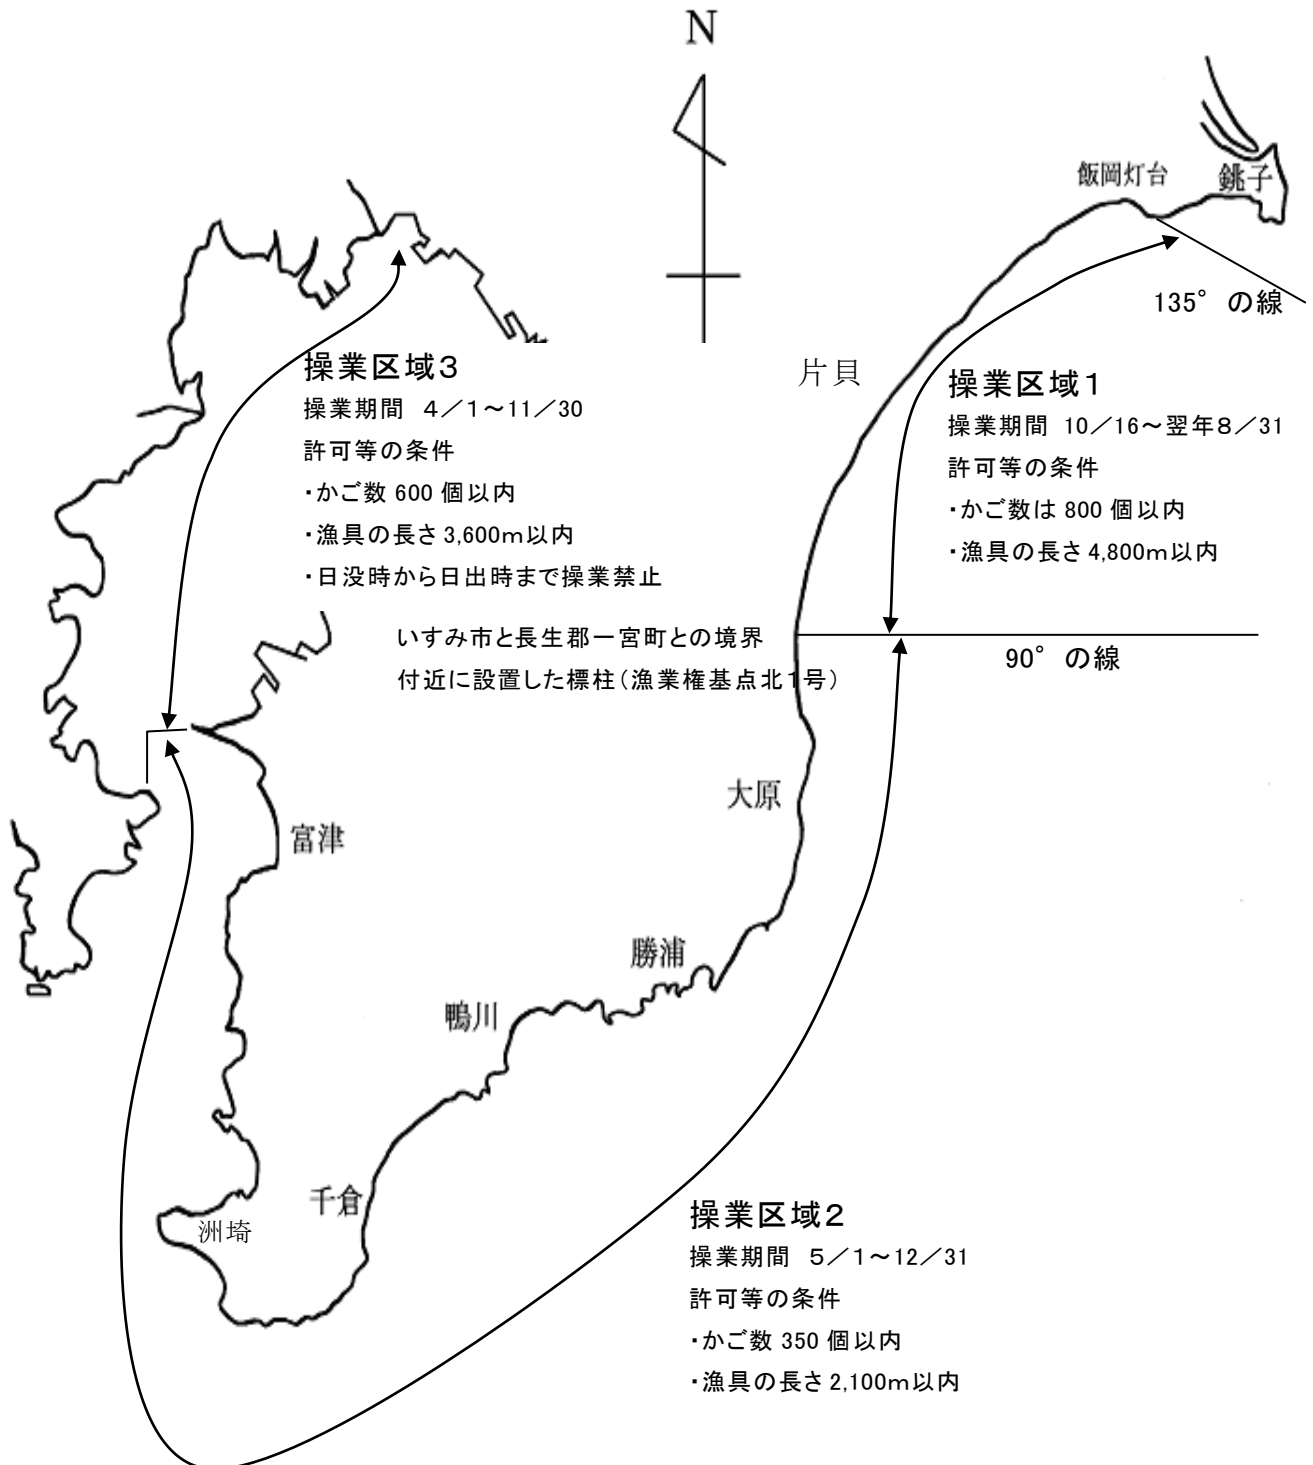 N
飯岡灯台
銚子
135°の線
片貝
操業区域3
操業期間 4/1~11/30
許可等の条件
・かご数 600 個以内
・漁具の長さ 3,600m以内
・日没時から日出時まで操業禁止
操業区域1
操業期間 10/16~翌年8/31
許可等の条件
・かご数は 800 個以内
・漁具の長さ 4,800m以内
いすみ市と長生郡一宮町との境界
付近に設置した標柱(漁業権基点北1号)
90°の線
大原
富津
勝浦
鴨川
千倉
洲埼
操業区域2
操業期間 5/1~12/31
許可等の条件
・かご数 350 個以内
・漁具の長さ 2,100m以内